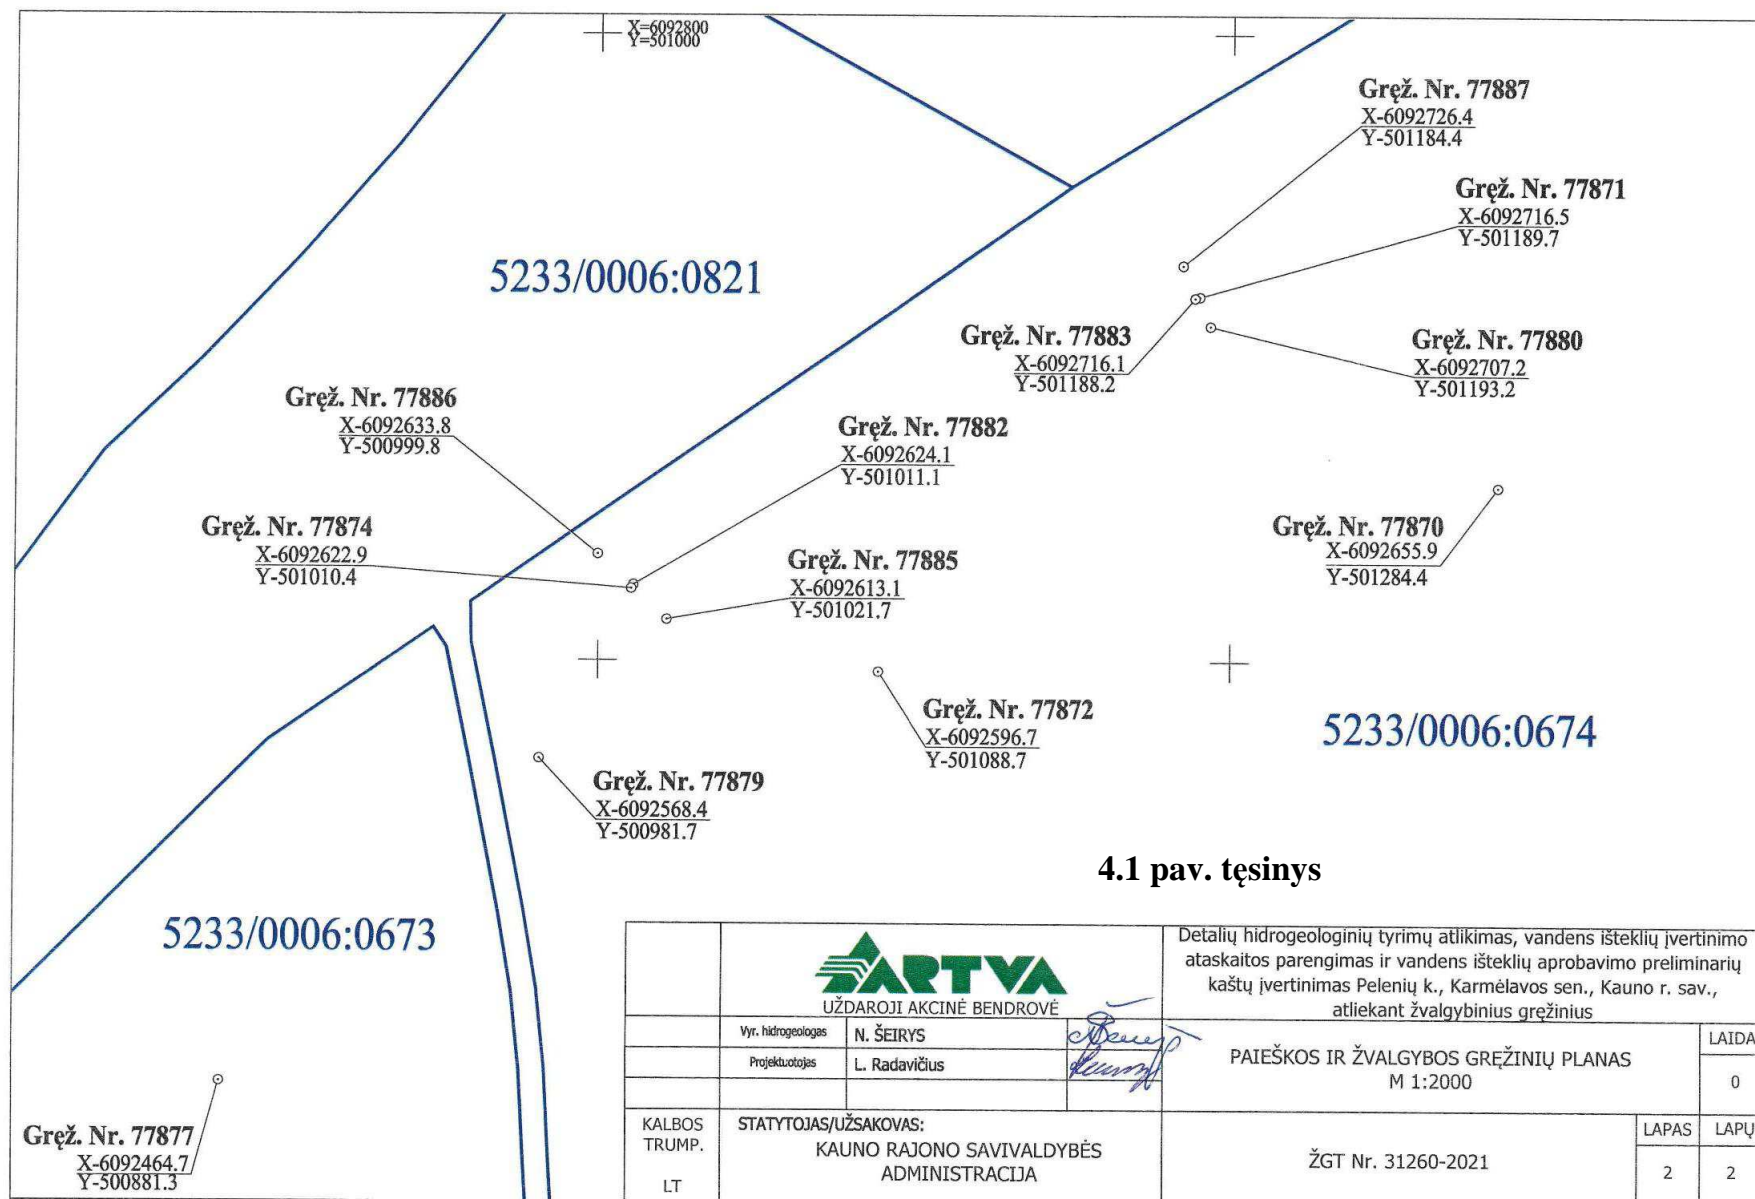 X=6092800
Y=501000
Gręž. Nr. 77887
X-6092726.4
Y-501184.4
Gręž. Nr. 77871
X-6092716.5
Y-501189.7
5233/0006:0821
Gręž. Nr. 77883
X-6092716.1
Y-501188.2
Gręž. Nr. 77880
X-6092707.2
Y-501193.2
Gręž. Nr. 77886
X-6092633.8
Y-500999.8
Gręž. Nr. 77882
X-6092624.1
Y-501011.1
Gręž. Nr. 77874
X-6092622.9
Y-501010.4
Gręž. Nr. 77870
X-6092655.9
Y-501284.4
Gręž. Nr. 77885
X-6092613.1
Y-501021.7
Gręž. Nr. 77872
X-6092596.7
Y-501088.7
5233/0006:0674
Gręž. Nr. 77879
X-6092568.4
Y-500981.7
4.1 pav. tęsinys
5233/0006:0673
Gręž. Nr. 77877
X-6092464.7
Y-500881.3
ARTVA
UŽDAROJI AKCINĖ BENDROVĖ
Detalių hidrogeologinių tyrimų atlikimas, vandens išteklių įvertinimo
ataskaitos parengimas ir vandens išteklių aprobavimo preliminarių
kaštų įvertinimas Pelenių k., Karmėlavos sen., Kauno r. sav.,
atliekant žvalgybinius gręžinius
Vyr. hidrogeologas N. ŠEIRYS
Projektuotojas L. Radavičius
PAIEŠKOS IR ŽVALGYBOS GRĘŽINIŲ PLANAS
M 1:2000
LAIDA
0
KALBOS
TRUMP.
LT
STATYTOJAS/UŽSAKOVAS:
KAUNO RAJONO SAVIVALDYBĖS
ADMINISTRACIJA
ŽGT Nr. 31260-2021
LAPAS LAPŲ
2 2